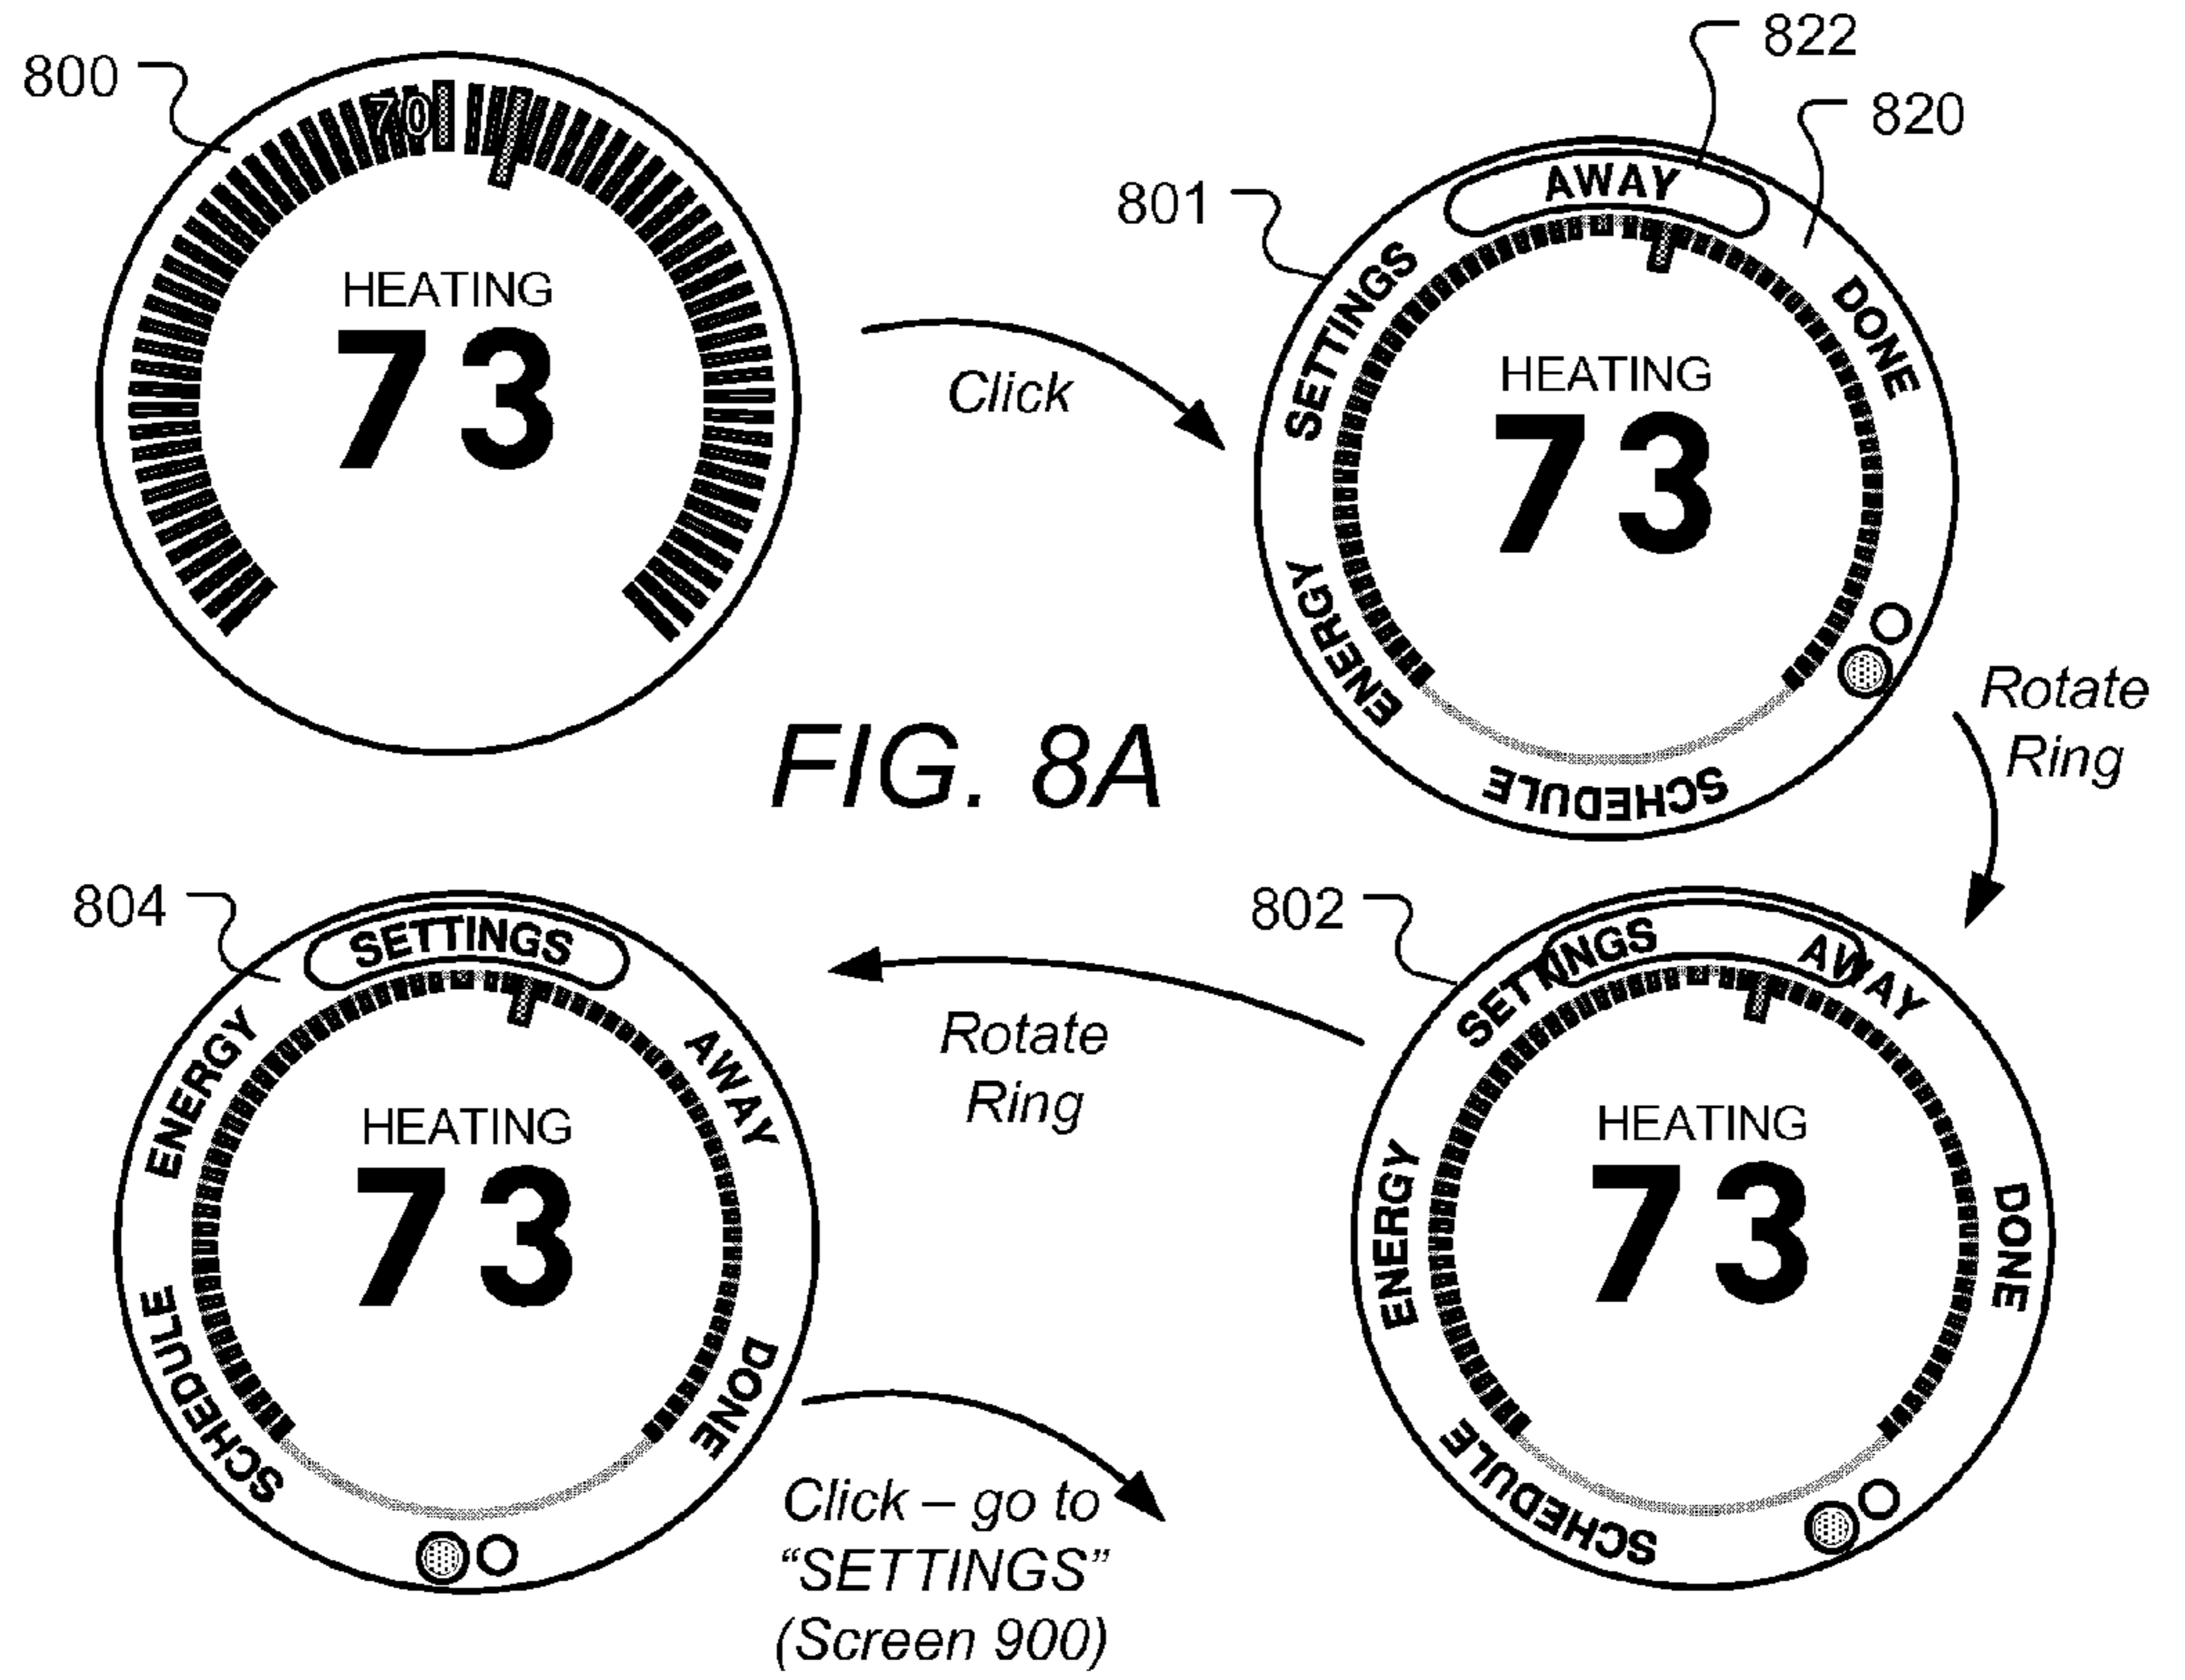 800
70
HEATING
73
Click
822
820
801
AWAY
SETTINGS
DONE
ENERGY
SCHEDULE
HEATING
73
Rotate
Ring
FIG. 8A
804
SETTINGS
ENERGY
AWAY
SCHEDULE
DONE
HEATING
73
Rotate
Ring
802
SETTINGS
AWAY
ENERGY
DONE
SCHEDULE
HEATING
73
Click – go to
“SETTINGS”
(Screen 900)